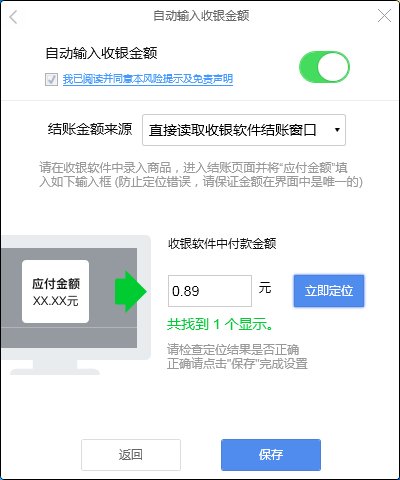 自动输入收银金额
自动输入收银金额
我已阅读并同意本风险提示及免责声明
结账金额来源
直接读取收银软件结账窗口
请在收银软件中录入商品，进入结账页面并将“应付金额”填
入如下输入框 (防止定位错误，请保证金额在界面中是唯一的)
收银软件中付款金额
应付金额
XX.XX元
0.89
元
立即定位
共找到 1 个显示。
请检查定位结果是否正确
正确请点击"保存"完成设置
返回
保存